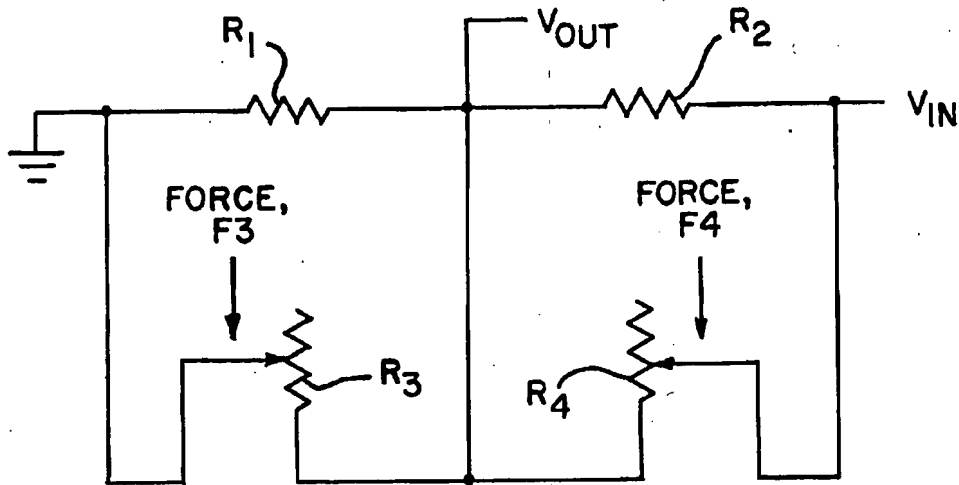 R1
VOUT
R2
VIN
FORCE,
F3
FORCE,
F4
R3
R4